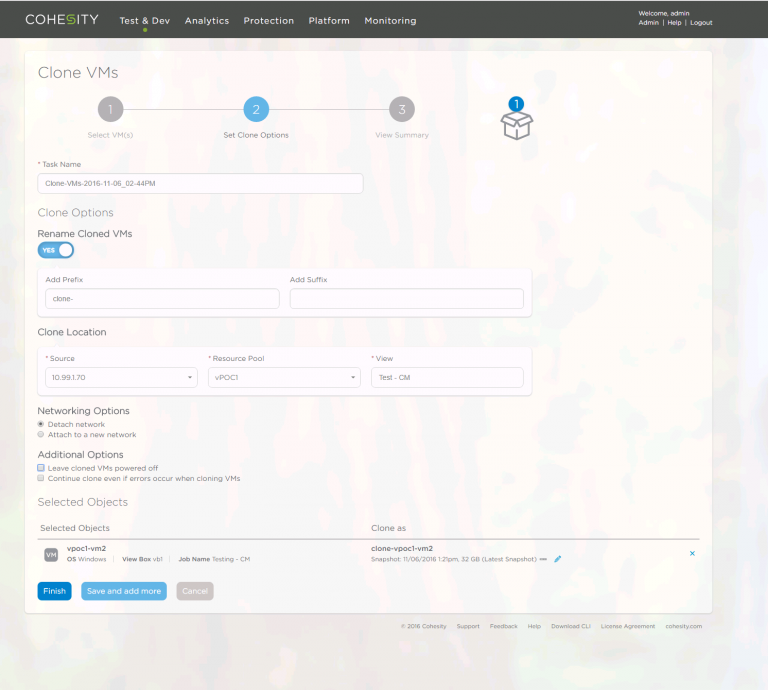 COHESITY Test & Dev Analytics Protection Platform Monitoring
Welcome, admin
Admin | Help | Logout
Clone VMs
1 2 3 1
Select VM(s) Set Clone Options View Summary
* Task Name
Clone-VMs-2016-11-06_02-44PM
Clone Options
Rename Cloned VMs
YES
Add Prefix Add Suffix
clone-
Clone Location
* Source * Resource Pool * View
10.99.1.70 vPOC1 Test - CM
Networking Options
Detach network
Attach to a new network
Additional Options
Leave cloned VMs powered off
Continue clone even if errors occur when cloning VMs
Selected Objects
Selected Objects Clone as
VM vpoc1-vm2 clone-vpoc1-vm2
OS Windows | View Box vb1 | Job Name Testing - CM Snapshot: 11/06/2016 1:21pm, 32 GB (Latest Snapshot)
Finish Save and add more Cancel
© 2016 Cohesity Support Feedback Help Download CLI License Agreement cohesity.com